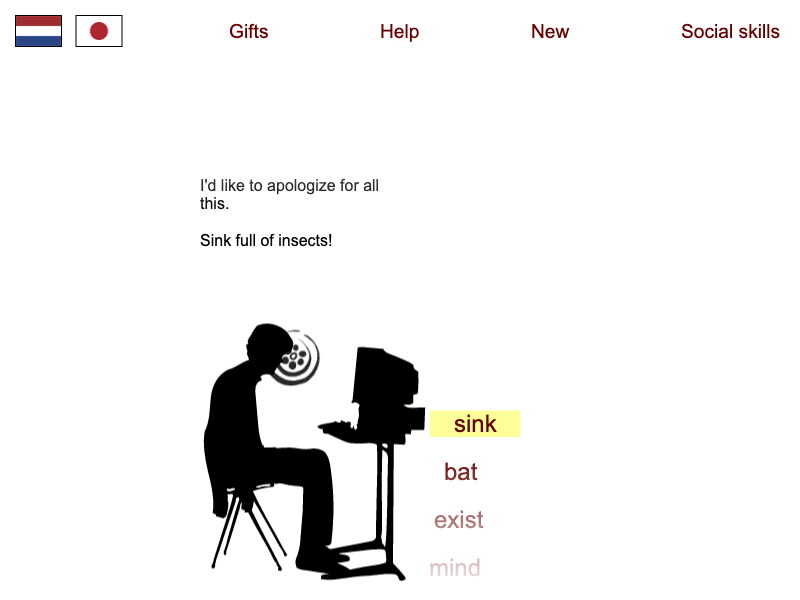 Gifts Help New Social skills
I'd like to apologize for all
this.
Sink full of insects!
sink
bat
exist
mind